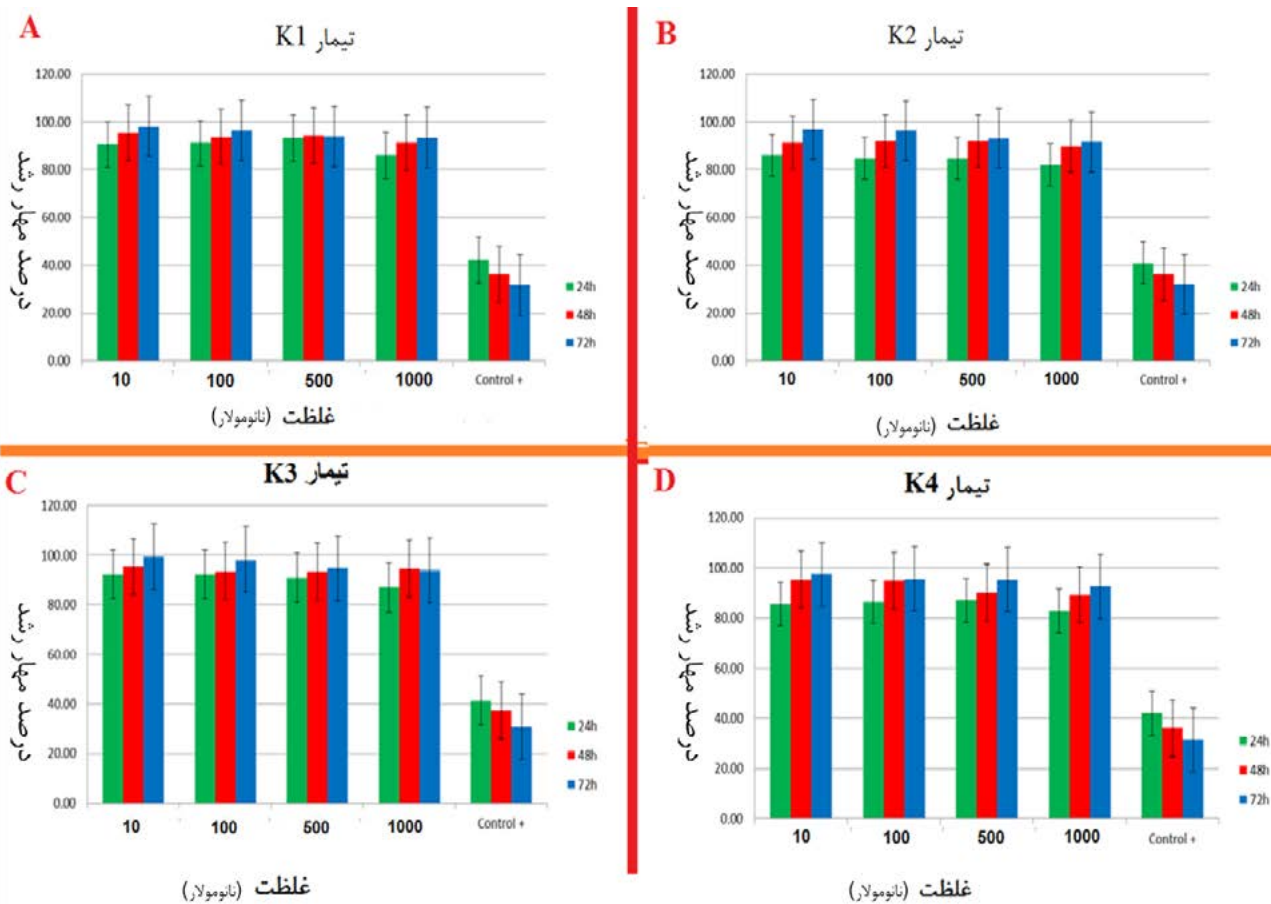 A
تیمار K1
120.00
100.00
80.00
60.00
40.00
20.00
0.00
درصد مهار رشد
10 100 500 1000 Control +
24h
48h
72h
غلظت (نانومولار)
B
تیمار K2
120.00
100.00
80.00
60.00
40.00
20.00
0.00
درصد مهار رشد
10 100 500 1000 Control +
24h
48h
72h
غلظت (نانومولار)
C
تیمار K3
120.00
100.00
80.00
60.00
40.00
20.00
0.00
درصد مهار رشد
10 100 500 1000 Control +
24h
48h
72h
غلظت (نانومولار)
D
تیمار K4
120.00
100.00
80.00
60.00
40.00
20.00
0.00
درصد مهار رشد
10 100 500 1000 Control +
24h
48h
72h
غلظت (نانومولار)